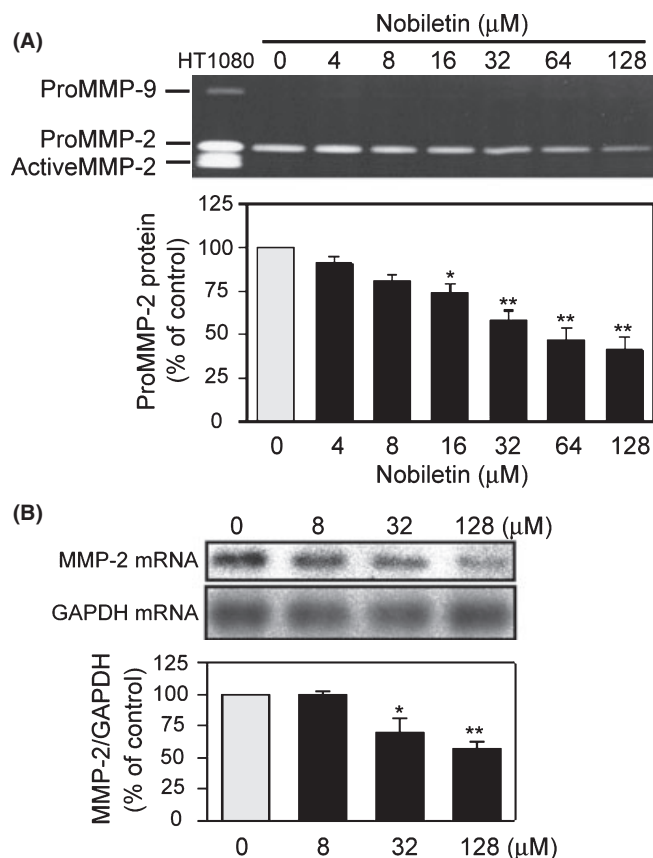 (A)
Nobiletin (μM)
HT1080 0 4 8 16 32 64 128
ProMMP-9
ProMMP-2
ActiveMMP-2
ProMMP-2 protein
(% of control)
125
100
75
50
25
0
* ** ** **
0 4 8 16 32 64 128
Nobiletin (μM)
(B)
0 8 32 128 (μM)
MMP-2 mRNA
GAPDH mRNA
MMP-2/GAPDH
(% of control)
125
100
75
50
25
0
* **
0 8 32 128 (μM)